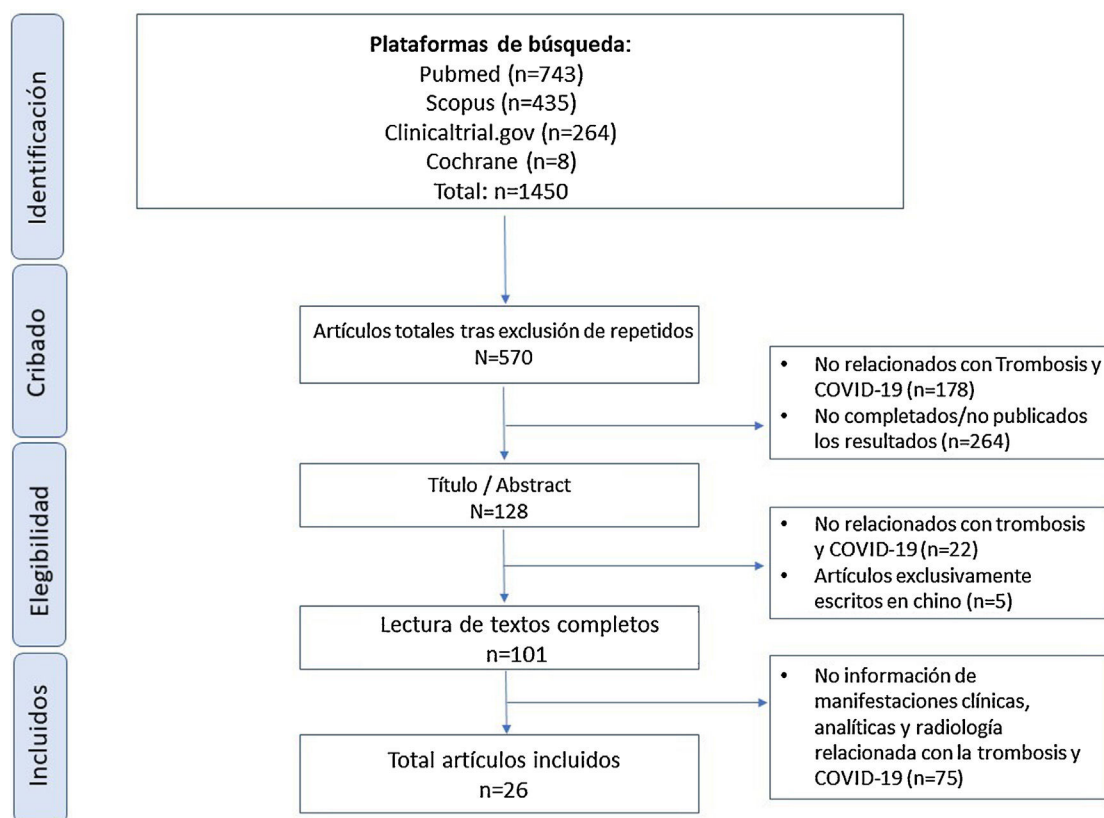 Identificación
Plataformas de búsqueda:
Pubmed (n=743)
Scopus (n=435)
Clinicaltrial.gov (n=264)
Cochrane (n=8)
Total: n=1450
Cribado
Artículos totales tras exclusión de repetidos
N=570
• No relacionados con Trombosis y
COVID-19 (n=178)
• No completados/no publicados
los resultados (n=264)
Elegibilidad
Título / Abstract
N=128
• No relacionados con trombosis
y COVID-19 (n=22)
• Artículos exclusivamente
escritos en chino (n=5)
Lectura de textos completos
n=101
Incluidos
• No información de
manifestaciones clínicas,
analíticas y radiología
relacionada con la trombosis y
COVID-19 (n=75)
Total artículos incluidos
n=26